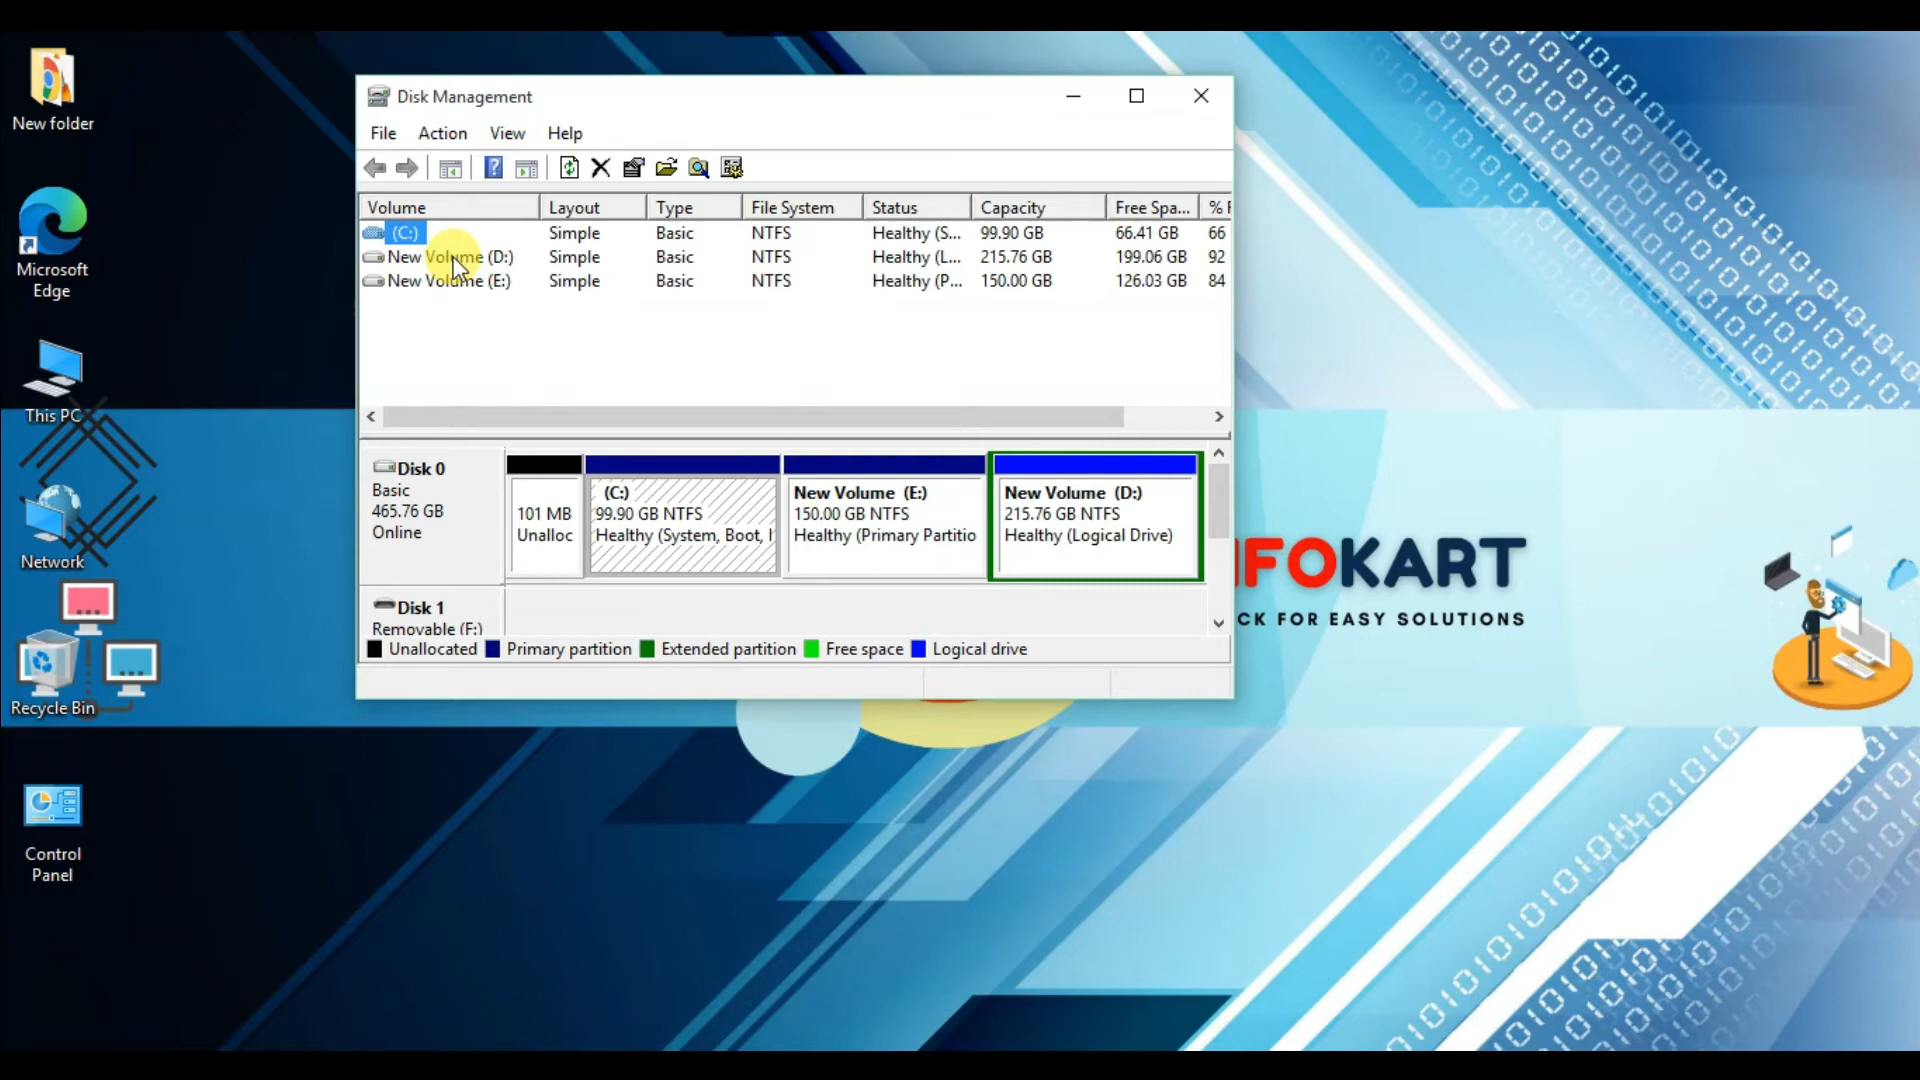 New folder
Microsoft
Edge
This PC
Network
Recycle Bin
Control
Panel
Disk Management
File Action View Help
Volume Layout Type File System Status Capacity Free Spa... %
(C:) Simple Basic NTFS Healthy (S... 99.90 GB 66.41 GB 66
New Volume (D:) Simple Basic NTFS Healthy (L... 215.76 GB 199.06 GB 92
New Volume (E:) Simple Basic NTFS Healthy (P... 150.00 GB 126.03 GB 84
Disk 0
Basic
465.76 GB
Online
101 MB
Unalloc
(C:)
99.90 GB NTFS
Healthy (System, Boot,
New Volume (E:)
150.00 GB NTFS
Healthy (Primary Partitio
New Volume (D:)
215.76 GB NTFS
Healthy (Logical Drive)
Disk 1
Removable (F:)
Unallocated Primary partition Extended partition Free space Logical drive
FOKART
CK FOR EASY SOLUTIONS